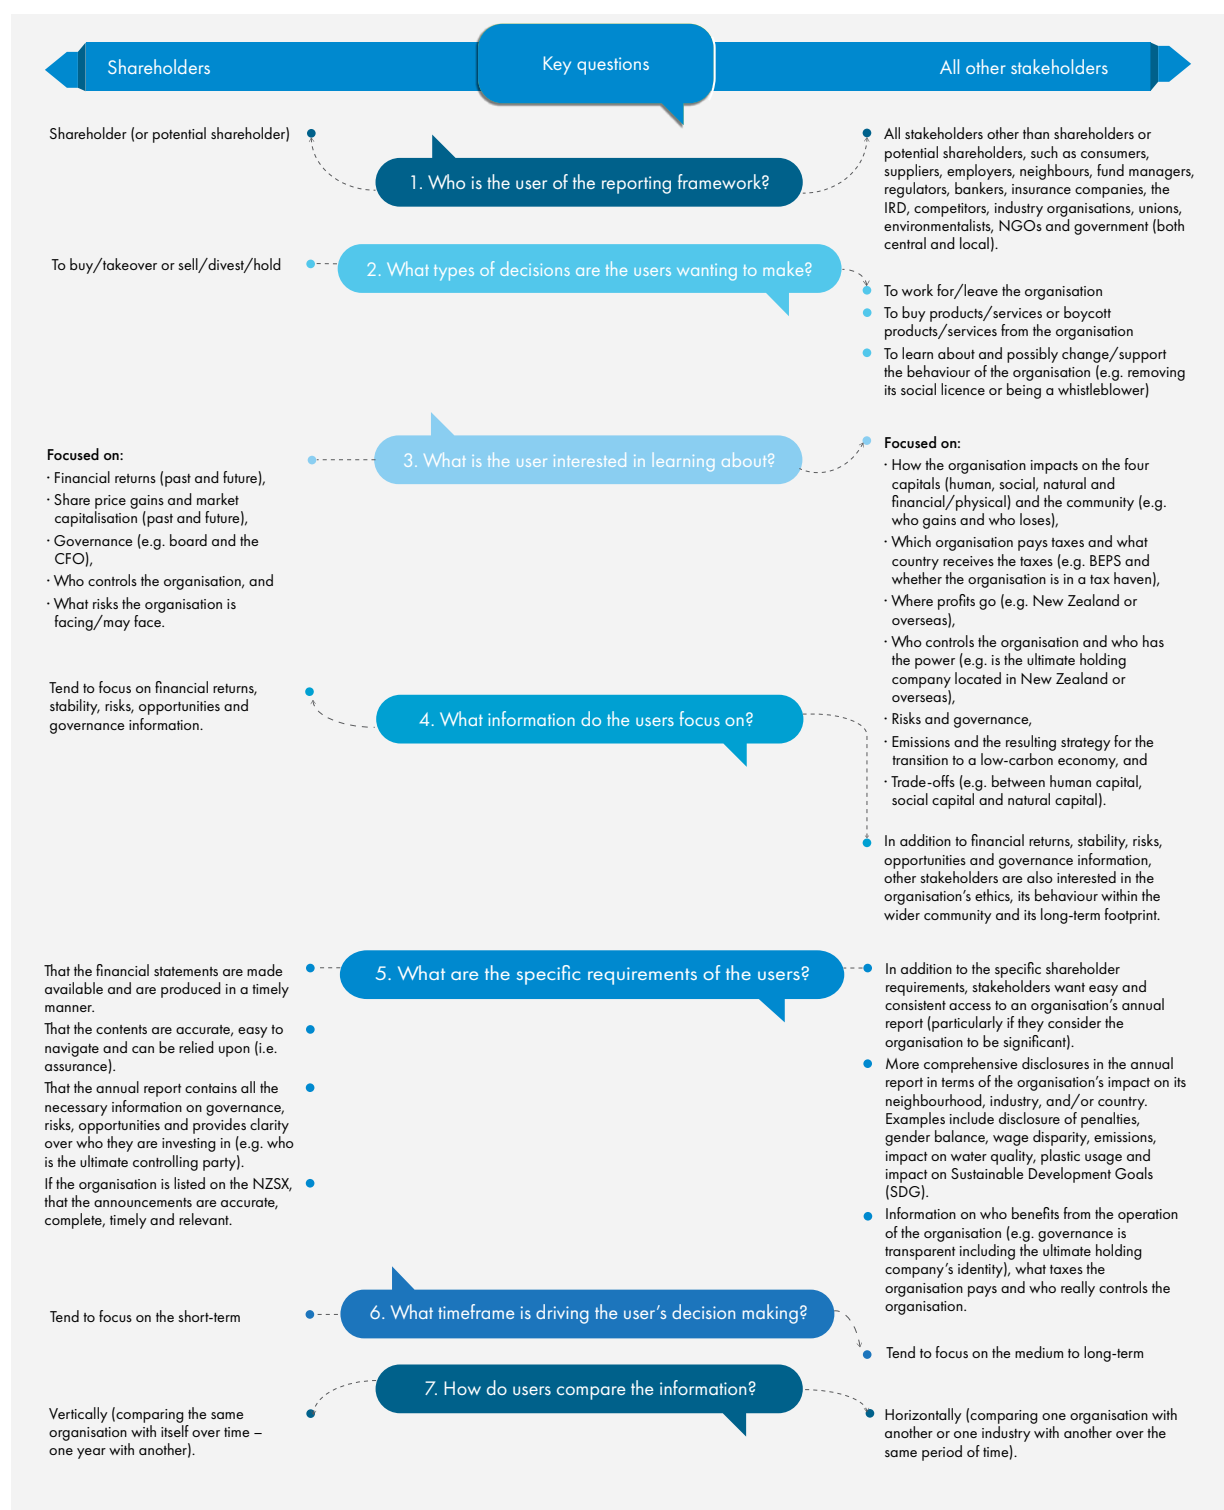 Shareholders
Key questions
All other stakeholders
Shareholder (or potential shareholder)
1. Who is the user of the reporting framework?
All stakeholders other than shareholders or
potential shareholders, such as consumers,
suppliers, employers, neighbours, fund managers,
regulators, bankers, insurance companies, the
IRD, competitors, industry organisations, unions,
environmentalists, NGOs and government (both
central and local).
To buy/takeover or sell/divest/hold
2. What types of decisions are the users wanting to make?
To work for/leave the organisation
To buy products/services or boycott
products/services from the organisation
To learn about and possibly change/support
the behaviour of the organisation (e.g. removing
its social licence or being a whistleblower)
Focused on:
· Financial returns (past and future),
· Share price gains and market
capitalisation (past and future),
· Governance (e.g. board and the
CFO),
· Who controls the organisation, and
· What risks the organisation is
facing/may face.
3. What is the user interested in learning about?
Focused on:
· How the organisation impacts on the four
capitals (human, social, natural and
financial/physical) and the community (e.g.
who gains and who loses),
· Which organisation pays taxes and what
country receives the taxes (e.g. BEPS and
whether the organisation is in a tax haven),
· Where profits go (e.g. New Zealand or
overseas),
· Who controls the organisation and who has
the power (e.g. is the ultimate holding
company located in New Zealand or
overseas),
· Risks and governance,
· Emissions and the resulting strategy for the
transition to a low-carbon economy, and
· Trade-offs (e.g. between human capital,
social capital and natural capital).
Tend to focus on financial returns,
stability, risks, opportunities and
governance information.
4. What information do the users focus on?
In addition to financial returns, stability, risks,
opportunities and governance information,
other stakeholders are also interested in the
organisation's ethics, its behaviour within the
wider community and its long-term footprint.
That the financial statements are made
available and are produced in a timely
manner.
That the contents are accurate, easy to
navigate and can be relied upon (i.e.
assurance).
That the annual report contains all the
necessary information on governance,
risks, opportunities and provides clarity
over who they are investing in (e.g. who
is the ultimate controlling party).
If the organisation is listed on the NZSX,
that the announcements are accurate,
complete, timely and relevant.
5. What are the specific requirements of the users?
In addition to the specific shareholder
requirements, stakeholders want easy and
consistent access to an organisation's annual
report (particularly if they consider the
organisation to be significant).
More comprehensive disclosures in the annual
report in terms of the organisation's impact on its
neighbourhood, industry, and/or country.
Examples include disclosure of penalties,
gender balance, wage disparity, emissions,
impact on water quality, plastic usage and
impact on Sustainable Development Goals
(SDG).
Information on who benefits from the operation
of the organisation (e.g. governance is
transparent including the ultimate holding
company's identity), what taxes the
organisation pays and who really controls the
organisation.
Tend to focus on the short-term
6. What timeframe is driving the user's decision making?
Tend to focus on the medium to long-term
7. How do users compare the information?
Vertically (comparing the same
organisation with itself over time –
one year with another).
Horizontally (comparing one organisation with
another or one industry with another over the
same period of time).